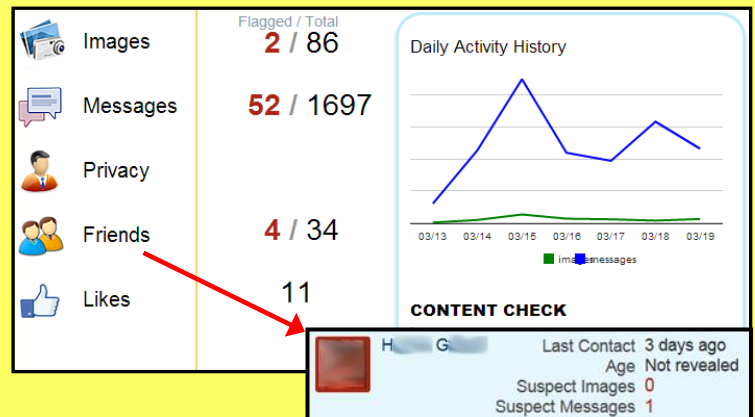 Flagged / Total
Images 2 / 86
Messages 52 / 1697
Privacy
Friends 4 / 34
Likes 11
Daily Activity History
03/13 03/14 03/15 03/16 03/17 03/18 03/19
images messages
CONTENT CHECK
H G
Last Contact 3 days ago
Age Not revealed
Suspect Images 0
Suspect Messages 1